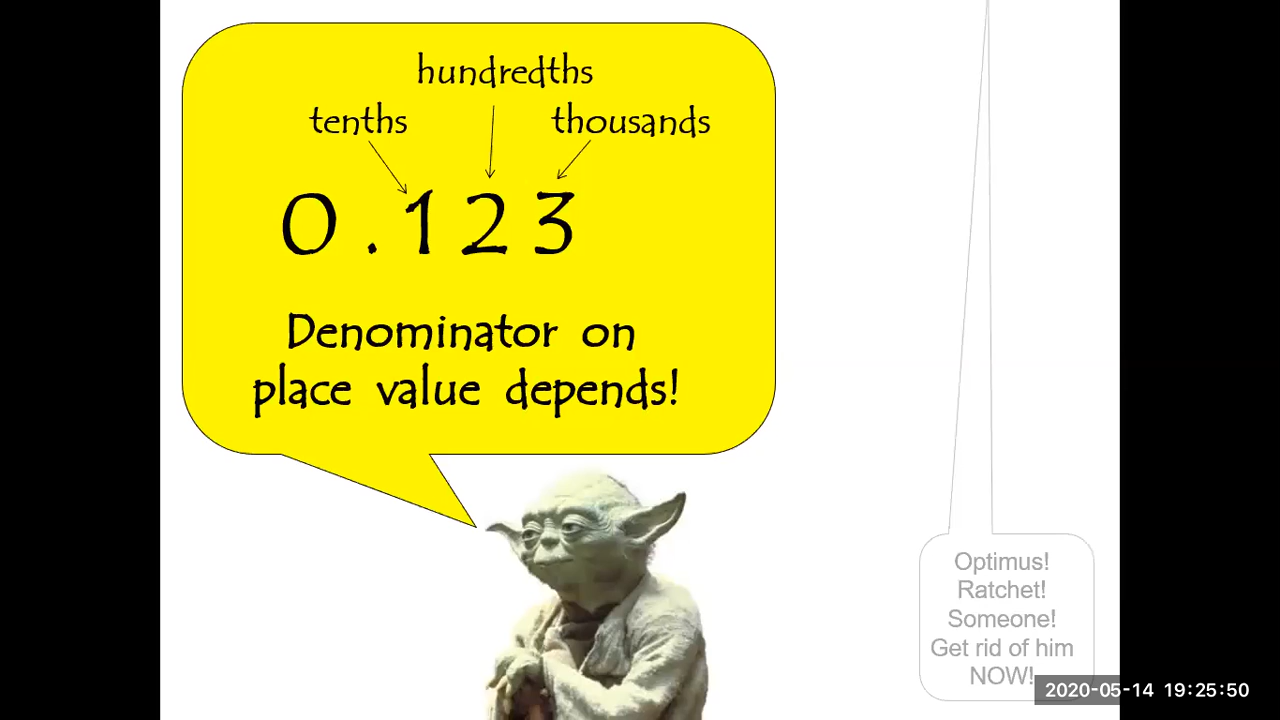 hundredths
tenths
thousands
0.123
Denominator on
place value depends!
Optimus!
Ratchet!
Someone!
Get rid of him
NOW!
2020-05-14 19:25:50